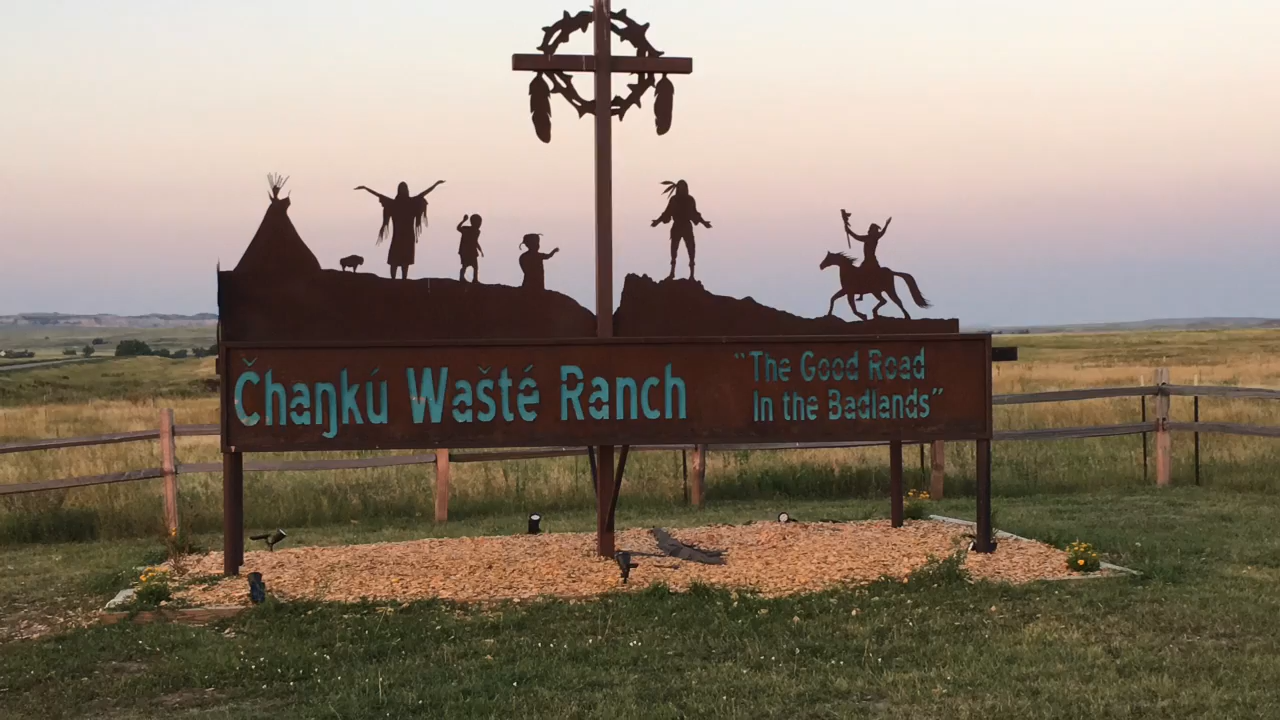 Čhaŋkú Wašté Ranch
“The Good Road
In the Badlands”